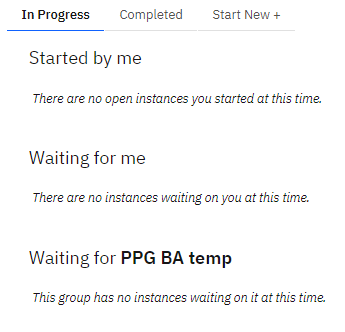 In Progress Completed Start New +
Started by me
There are no open instances you started at this time.
Waiting for me
There are no instances waiting on you at this time.
Waiting for PPG BA temp
This group has no instances waiting on it at this time.